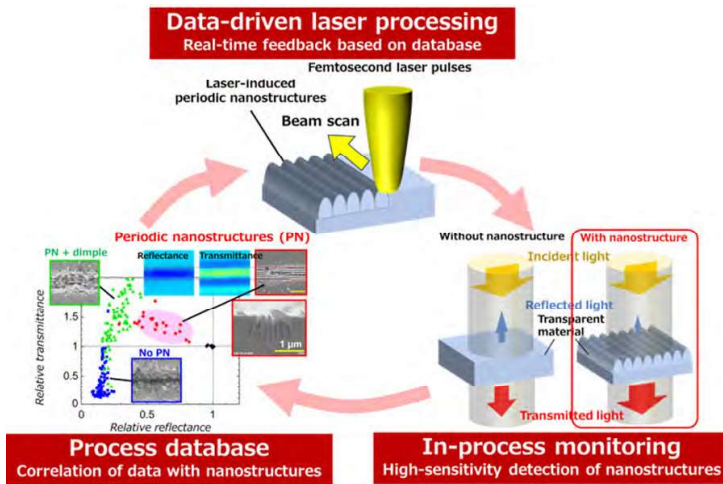 Data-driven laser processing
Real-time feedback based on database
Femtosecond laser pulses
Laser-induced
periodic nanostructures
Beam scan
PN + dimple
Periodic nanostructures (PN)
Reflectance
Transmittance
1 μm
No PN
Relative transmittance
1.5
1
0.5
0
0
0.5
1
Relative reflectance
Without nanostructure
With nanostructure
Incident light
Reflected light
Transparent
material
Transmitted light
Process database
Correlation of data with nanostructures
In-process monitoring
High-sensitivity detection of nanostructures